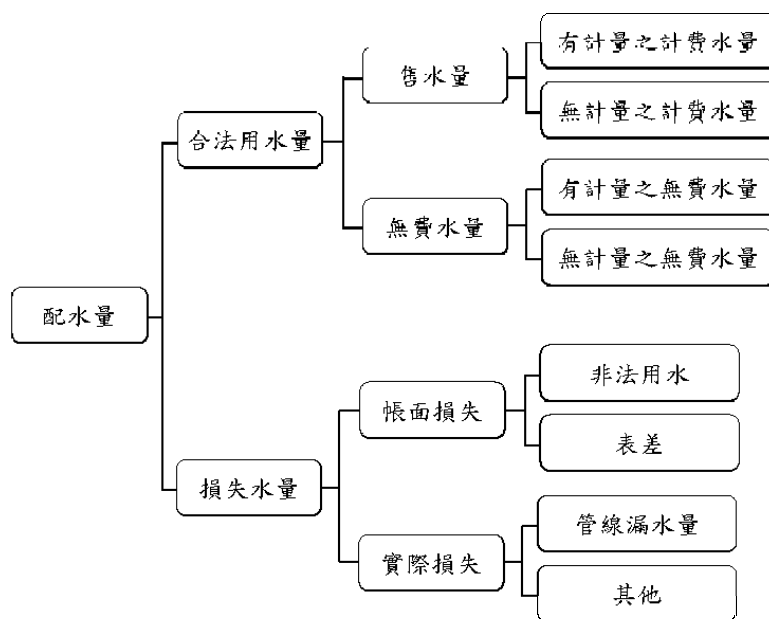 配水量
合法用水量
售水量
有計量之計費水量
無計量之計費水量
無費水量
有計量之無費水量
無計量之無費水量
損失水量
帳面損失
非法用水
表差
實際損失
管線漏水量
其他